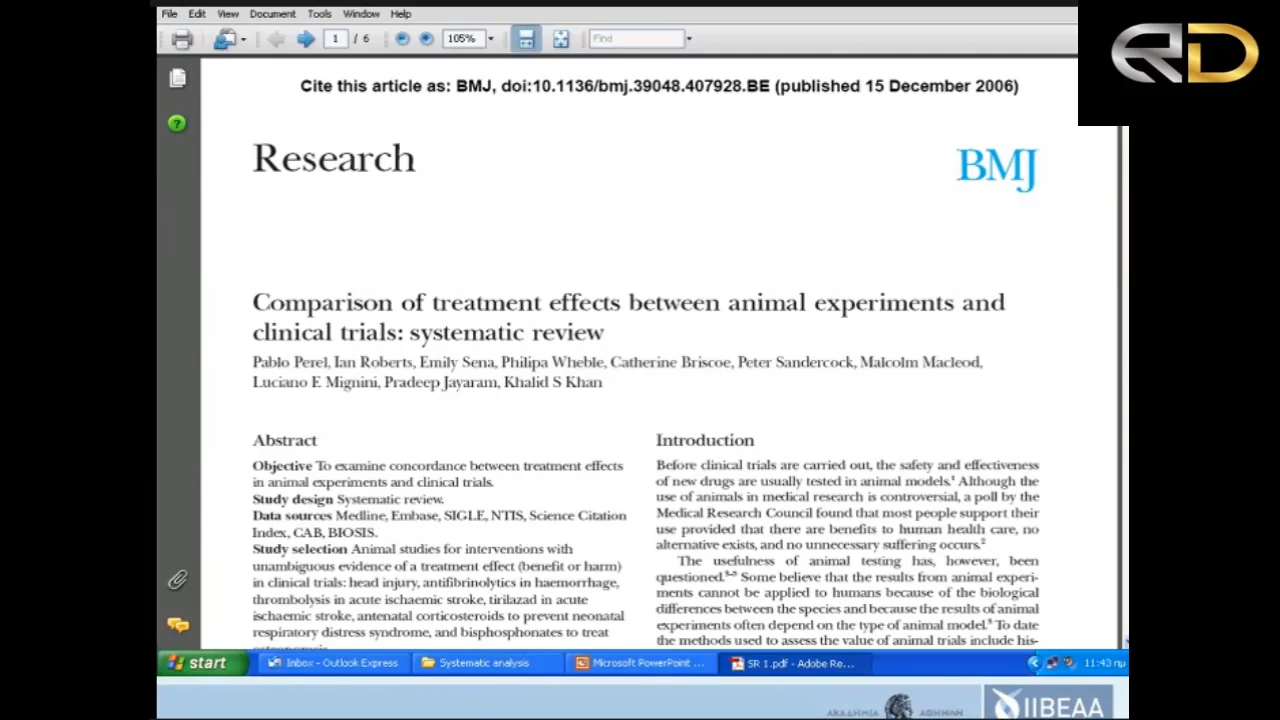 File Edit View Document Tools Window Help
1 / 6 105% Find
RD
Cite this article as: BMJ, doi:10.1136/bmj.39048.407928.BE (published 15 December 2006)
Research
BMJ
Comparison of treatment effects between animal experiments and
clinical trials: systematic review
Pablo Perel, Ian Roberts, Emily Sena, Philipa Wheble, Catherine Briscoe, Peter Sandercock, Malcolm Macleod,
Luciano E Mignini, Pradeep Jayaram, Khalid S Khan
Abstract
Objective To examine concordance between treatment effects
in animal experiments and clinical trials.
Study design Systematic review.
Data sources Medline, Embase, SIGLE, NTIS, Science Citation
Index, CAB, BIOSIS.
Study selection Animal studies for interventions with
unambiguous evidence of a treatment effect (benefit or harm)
in clinical trials: head injury, antifibrinolytics in haemorrhage,
thrombolysis in acute ischaemic stroke, tirilazad in acute
ischaemic stroke, antenatal corticosteroids to prevent neonatal
respiratory distress syndrome, and bisphosphonates to treat
Introduction
Before clinical trials are carried out, the safety and effectiveness
of new drugs are usually tested in animal models.¹ Although the
use of animals in medical research is controversial, a poll by the
Medical Research Council found that most people support their
use provided that there are benefits to human health care, no
alternative exists, and no unnecessary suffering occurs.²
The usefulness of animal testing has, however, been
questioned.³⁻⁵ Some believe that the results from animal experi-
ments cannot be applied to humans because of the biological
differences between the species and because the results of animal
experiments often depend on the type of animal model. To date
the methods used to assess the value of animal trials include his-
start Inbox - Outlook Express Systematic analysis Microsoft PowerPoint ... SR 1.pdf - Adobe Re... 11:43 πμ
ΑΚΑΔΗΜΙΑ ΑΘΗΝΩΝ
IIBEAA